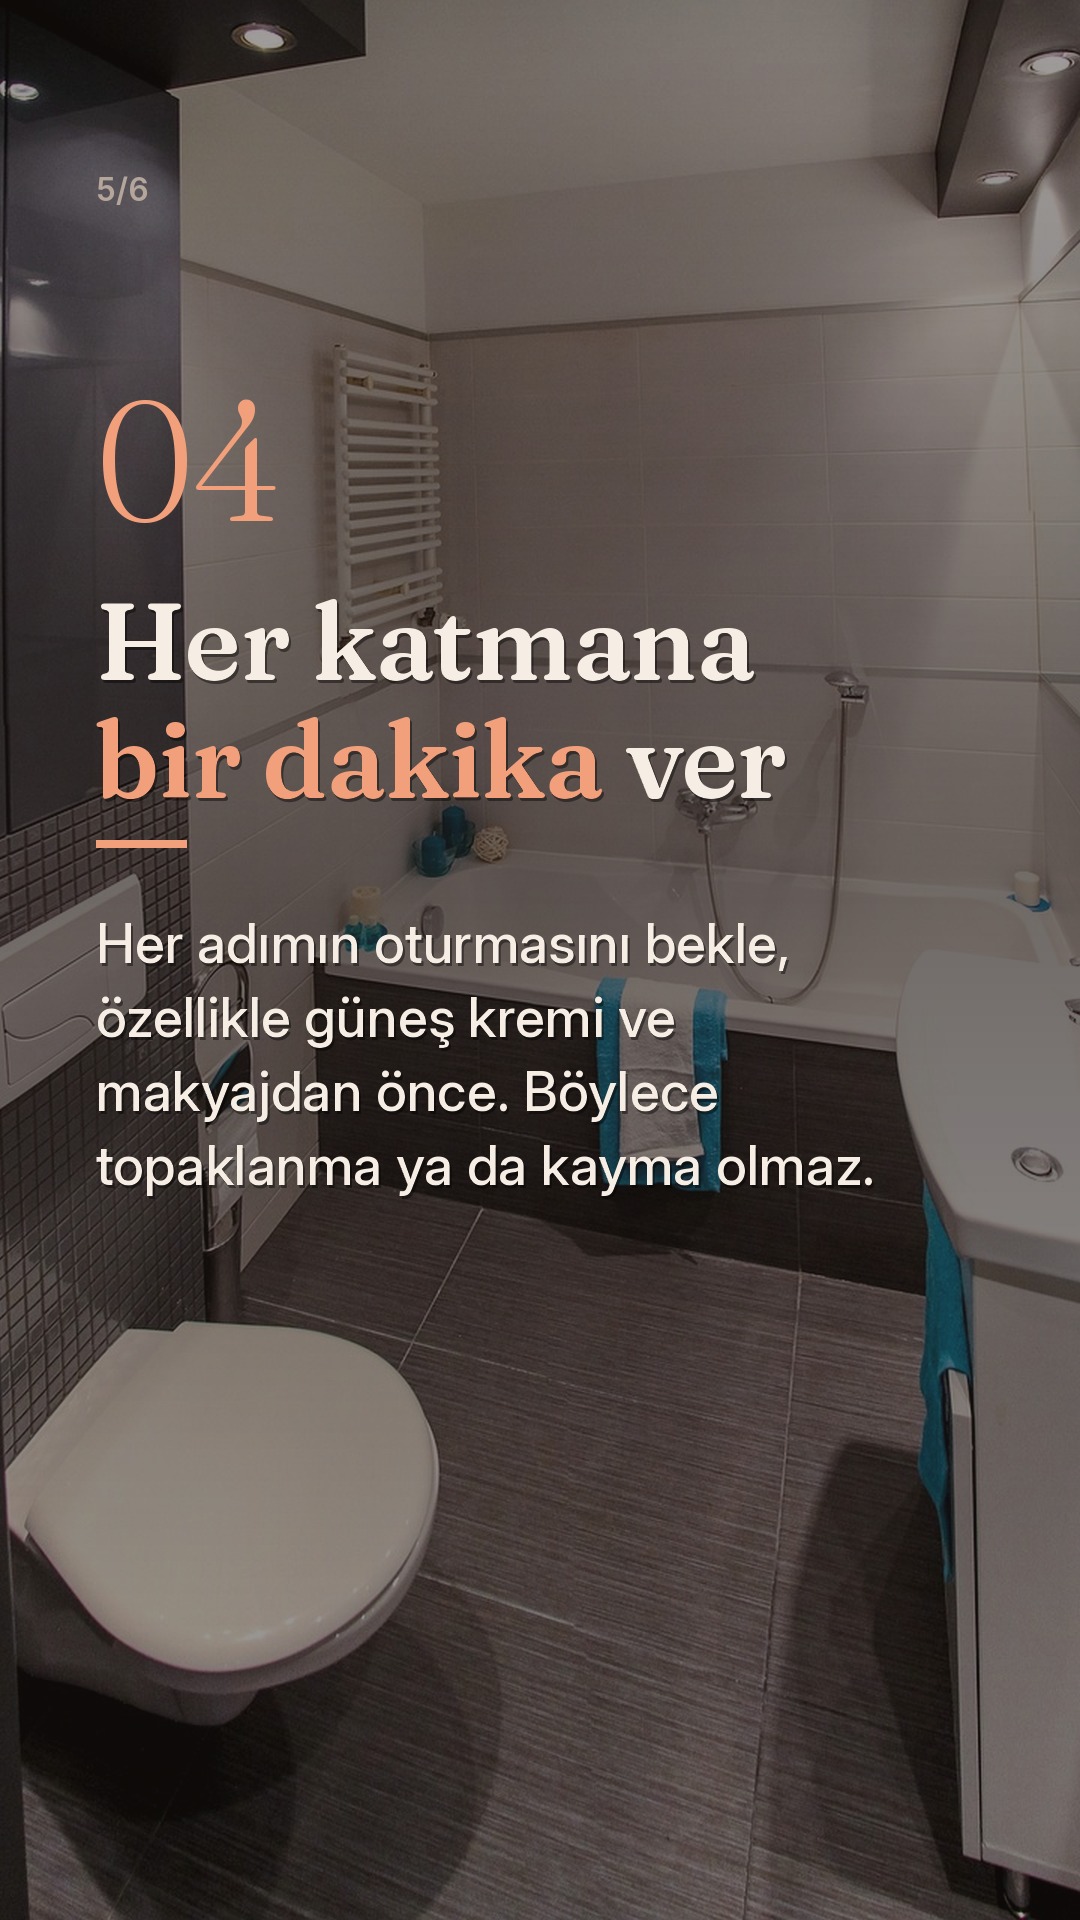 5/6
04
Her katmana
bir dakika ver
Her adımın oturmasını bekle,
özellikle güneş kremi ve
makyajdan önce. Böylece
topaklanma ya da kayma olmaz.